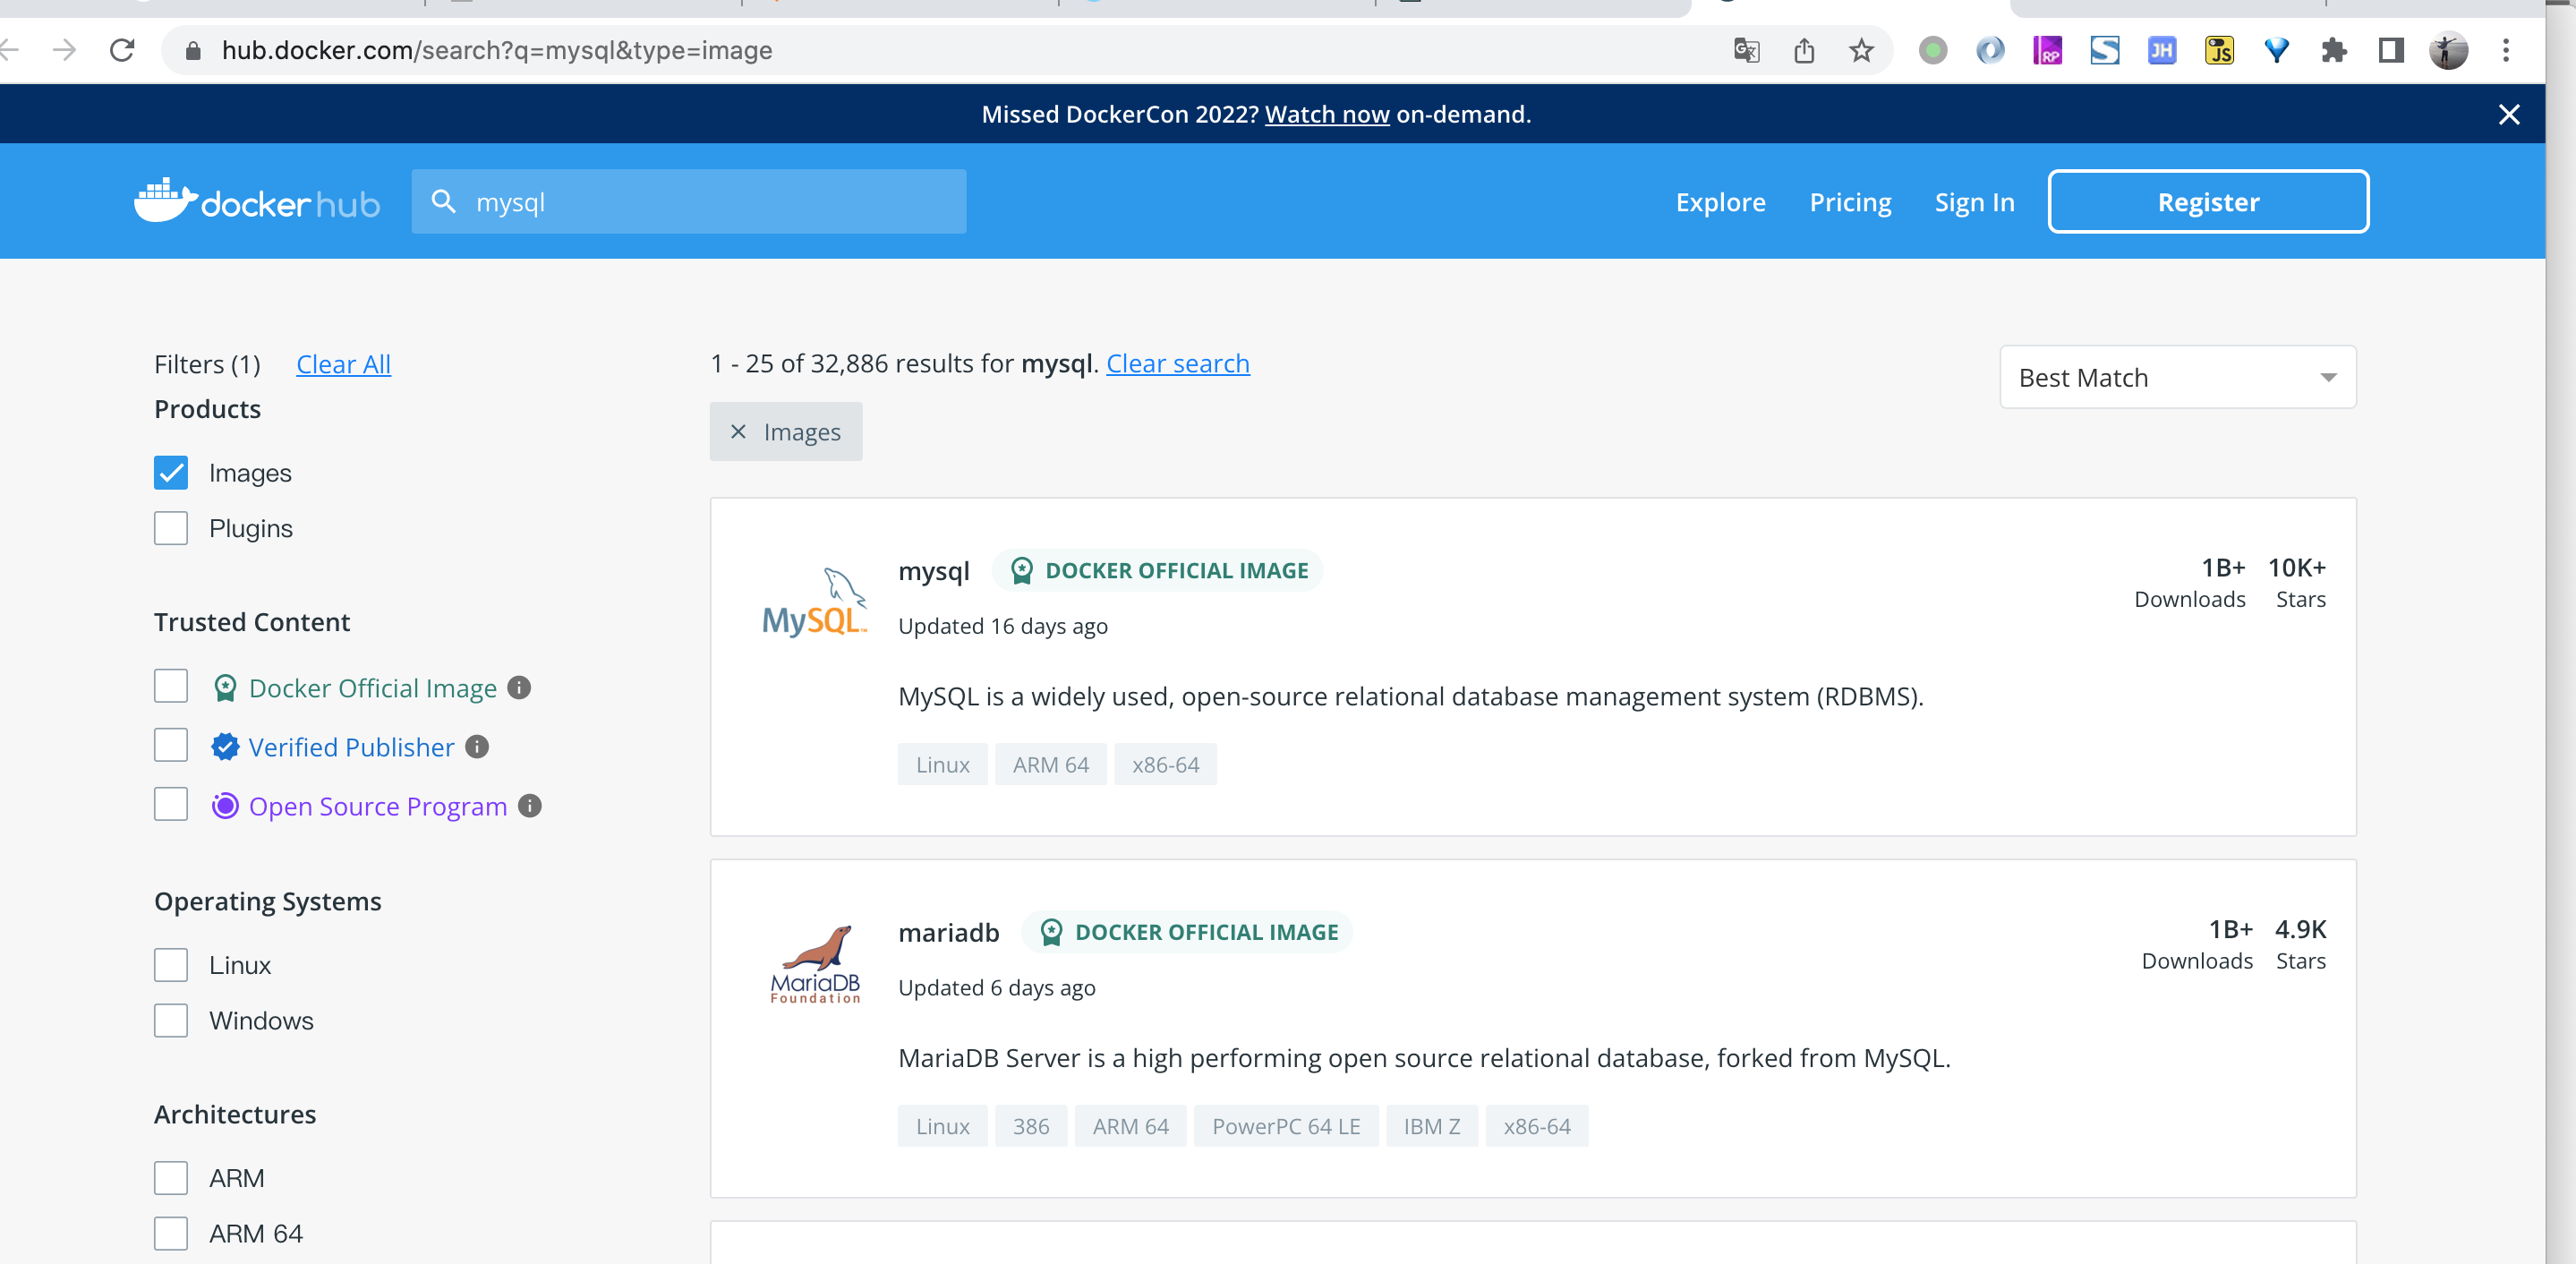 hub.docker.com/search?q=mysql&type=image
RP
JH
JS
Missed DockerCon 2022? Watch now on-demand.
docker hub
mysql
Explore
Pricing
Sign In
Register
Filters (1)
Clear All
Products
Images
Plugins
Trusted Content
Docker Official Image
Verified Publisher
Open Source Program
Operating Systems
Linux
Windows
Architectures
ARM
ARM 64
1 - 25 of 32,886 results for mysql. Clear search
Best Match
Images
MySQL
mysql
DOCKER OFFICIAL IMAGE
1B+
Downloads
10K+
Stars
Updated 16 days ago
MySQL is a widely used, open-source relational database management system (RDBMS).
Linux
ARM 64
x86-64
MariaDB
Foundation
mariadb
DOCKER OFFICIAL IMAGE
1B+
Downloads
4.9K
Stars
Updated 6 days ago
MariaDB Server is a high performing open source relational database, forked from MySQL.
Linux
386
ARM 64
PowerPC 64 LE
IBM Z
x86-64